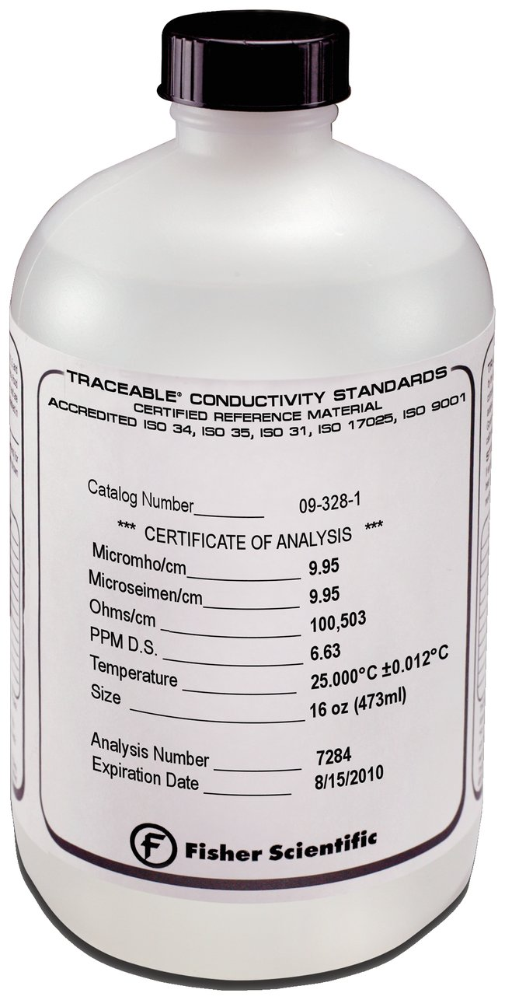 TRACEABLE® CONDUCTIVITY STANDARDS
CERTIFIED REFERENCE MATERIAL
ACCREDITED ISO 34, ISO 35, ISO 31, ISO 17025, ISO 9001
Catalog Number________ 09-328-1
*** CERTIFICATE OF ANALYSIS ***
Micromho/cm____________ 9.95
Microseimen/cm__________ 9.95
Ohms/cm ______________ 100,503
PPM D.S. ______________ 6.63
Temperature ____________ 25.000°C ±0.012°C
Size __________________ 16 oz (473ml)
Analysis Number _________ 7284
Expiration Date _________ 8/15/2010
F Fisher Scientific